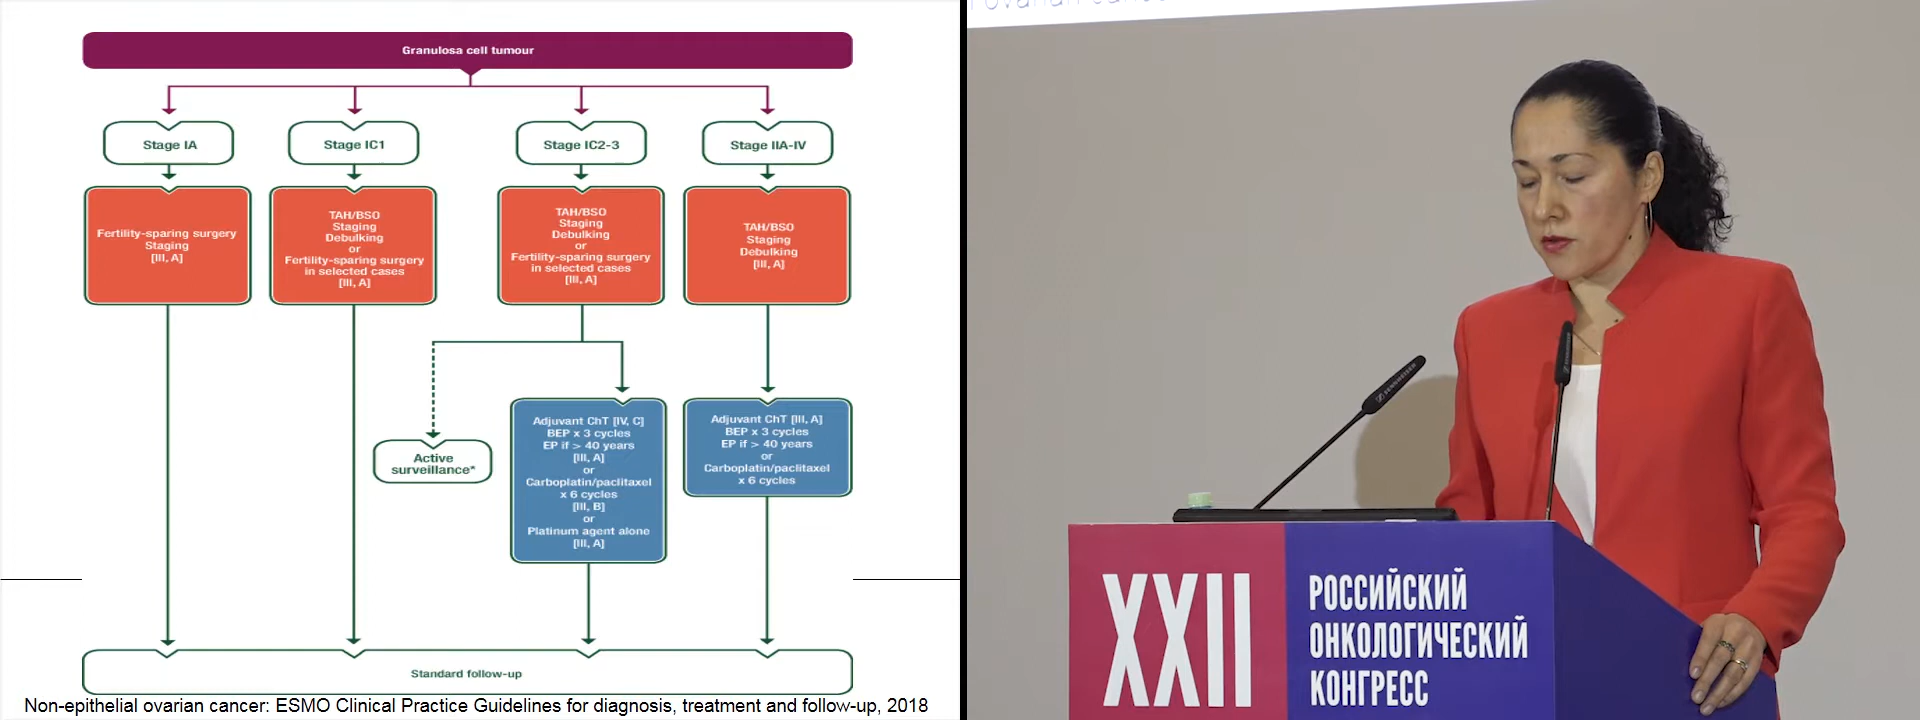 Granulosa cell tumour
Stage IA
Stage IC1
Stage IC2-3
Stage IIA-IV
Fertility-sparing surgery
Staging
[III, A]
TAH/BSO
Staging
Debulking
or
Fertility-sparing surgery
in selected cases
[III, A]
TAH/BSO
Staging
Debulking
or
Fertility-sparing surgery
in selected cases
[III, A]
TAH/BSO
Staging
Debulking
[III, A]
Active
surveillance*
Adjuvant ChT [IV, C]
BEP x 3 cycles
EP if > 40 years
[III, A]
or
Carboplatin/paclitaxel
x 6 cycles
[III, B]
or
Platinum agent alone
[III, A]
Adjuvant ChT [III, A]
BEP x 3 cycles
EP if > 40 years
or
Carboplatin/paclitaxel
x 6 cycles
Standard follow-up
Non-epithelial ovarian cancer: ESMO Clinical Practice Guidelines for diagnosis, treatment and follow-up, 2018
ovarian
SENNHEISER
XXII
РОССИЙСКИЙ
ОНКОЛОГИЧЕСКИЙ
КОНГРЕСС